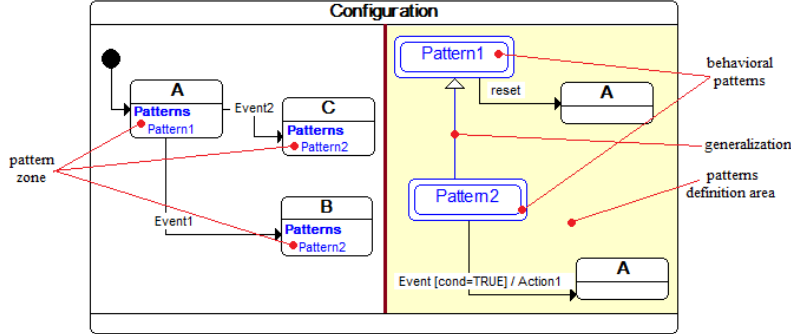 Configuration
A
Patterns
Pattern1
Event2
C
Patterns
Pattern2
Event1
B
Patterns
Pattern2
pattern
zone
Pattern1
reset
A
Pattern2
Event [cond=TRUE] / Action1
A
behavioral
patterns
generalization
patterns
definition area